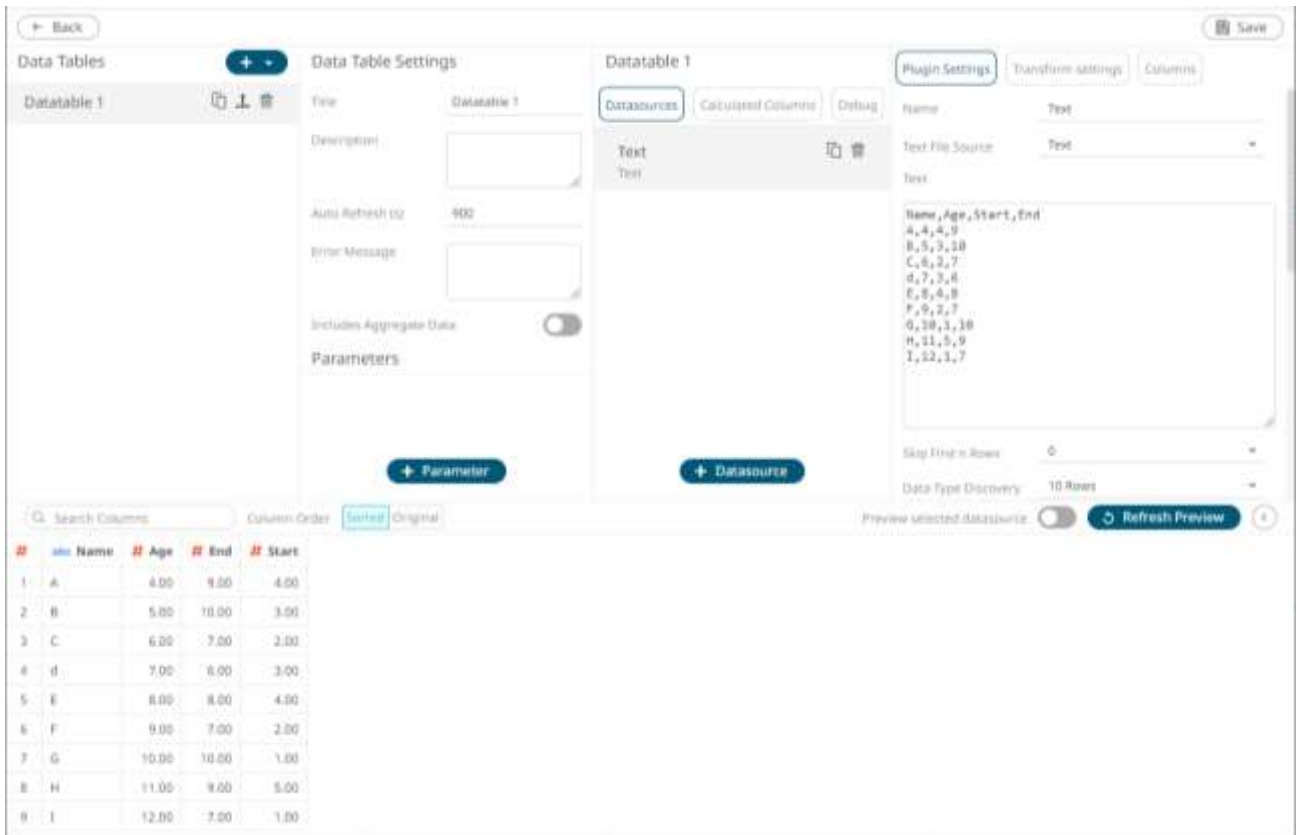 ← Back
Save
Data Tables
Datatable 1
Data Table Settings
Title Datatable 1
Description
Auto Refresh (s) 900
Error Message
Includes Aggregate Data
Parameters
+ Parameter
Datatable 1
Datasources Calculated Columns Debug
Text
Text
+ Datasource
Plugin Settings Transform settings Columns
Name Text
Text File Source Text
Text
Name,Age,Start,End
A,4,4,9
B,5,3,10
C,6,2,7
d,7,3,6
E,8,4,8
F,9,2,7
G,10,1,10
H,11,5,9
I,12,1,7
Skip First n Rows 0
Data Type Discovery 10 Rows
Search Columns Column Order Sorted Original Preview selected datasource Refresh Preview
# abc Name # Age # End # Start
1 A 4.00 9.00 4.00
2 B 5.00 10.00 3.00
3 C 6.00 7.00 2.00
4 d 7.00 6.00 3.00
5 E 8.00 8.00 4.00
6 F 9.00 7.00 2.00
7 G 10.00 10.00 1.00
8 H 11.00 9.00 5.00
9 I 12.00 7.00 1.00